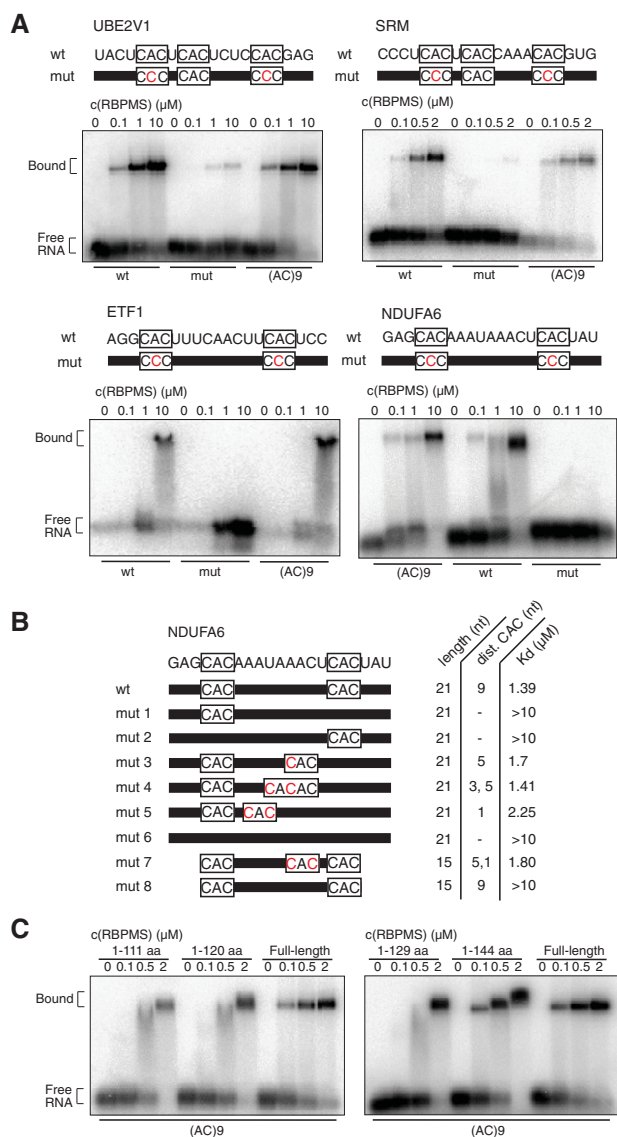 A
UBE2V1
wt UACUCACUCACUCUCCACGAG
mut CCC CAC CCC
c(RBPMS) (µM)
0 0.1 1 10 0 0.1 1 10 0 0.1 1 10
Bound
Free RNA
wt mut (AC)9
SRM
wt CCCUCACUCACCAAACACGUG
mut CCC CAC CCC
c(RBPMS) (µM)
0 0.1 0.5 2 0 0.1 0.5 2 0 0.1 0.5 2
wt mut (AC)9
ETF1
wt AGGCACUUUCAACUUCACUCC
mut CCC CCC
c(RBPMS) (µM)
0 0.1 1 10 0 0.1 1 10 0 0.1 1 10
Bound
Free RNA
wt mut (AC)9
NDUFA6
wt GAGCACAAAUAAACUCACUAU
mut CCC CCC
c(RBPMS) (µM)
0 0.1 1 10 0 0.1 1 10 0 0.1 1 10
(AC)9 wt mut
B
NDUFA6
length (nt) dist. CAC (nt) Kd (µM)
GAGCACAAAUAAACUCACUAU
wt CAC CAC 21 9 1.39
mut 1 CAC 21 - >10
mut 2 CAC 21 - >10
mut 3 CAC CAC 21 5 1.7
mut 4 CAC CACAC 21 3, 5 1.41
mut 5 CAC CAC 21 1 2.25
mut 6 21 - >10
mut 7 CAC CAC CAC 15 5,1 1.80
mut 8 CAC CAC 15 9 >10
C
c(RBPMS) (µM)
1-111 aa 1-120 aa Full-length
0 0.1 0.5 2 0 0.1 0.5 2 0 0.1 0.5 2
Bound
Free RNA
(AC)9
c(RBPMS) (µM)
1-129 aa 1-144 aa Full-length
0 0.1 0.5 2 0 0.1 0.5 2 0 0.1 0.5 2
(AC)9